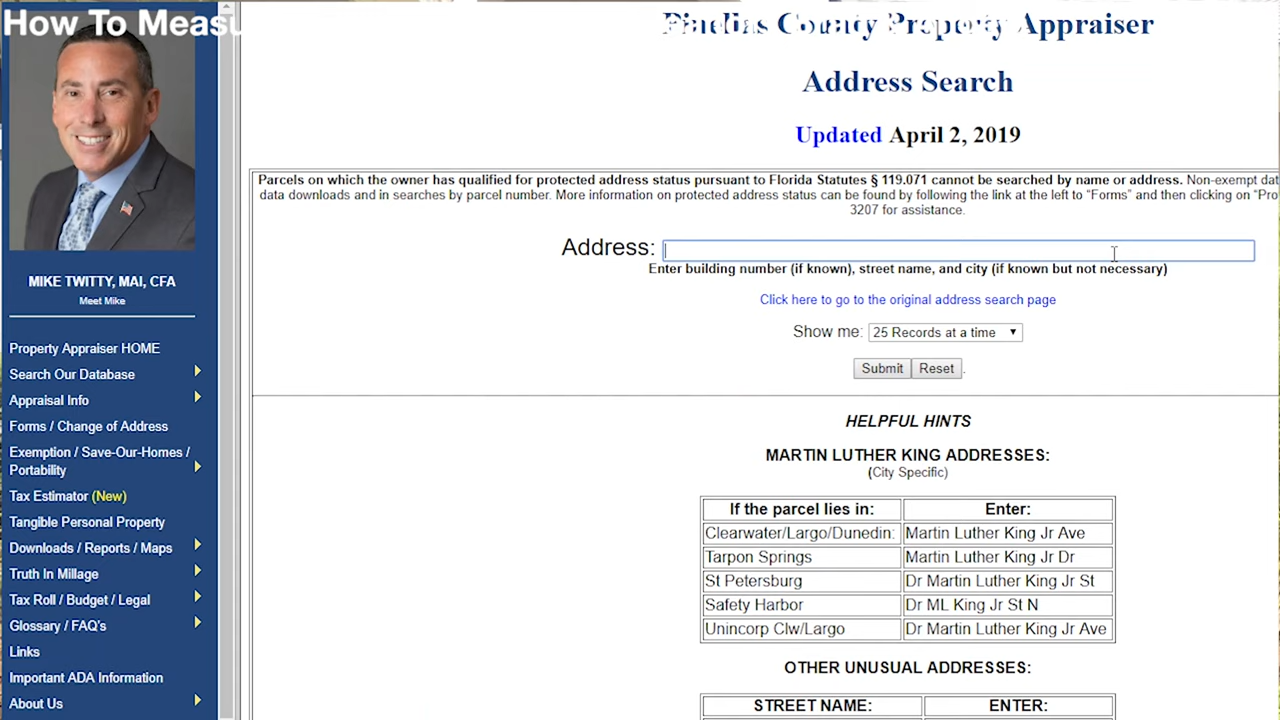 How To Measu
Pinellas County Property Appraiser
Address Search
Updated April 2, 2019
Parcels on which the owner has qualified for protected address status pursuant to Florida Statutes § 119.071 cannot be searched by name or address. Non-exempt dat
data downloads and in searches by parcel number. More information on protected address status can be found by following the link at the left to "Forms" and then clicking on "Pro
3207 for assistance.
Address:
Enter building number (if known), street name, and city (if known but not necessary)
Click here to go to the original address search page
Show me: 25 Records at a time
Submit Reset .
HELPFUL HINTS
MARTIN LUTHER KING ADDRESSES:
(City Specific)
If the parcel lies in: Enter:
Clearwater/Largo/Dunedin: Martin Luther King Jr Ave
Tarpon Springs Martin Luther King Jr Dr
St Petersburg Dr Martin Luther King Jr St
Safety Harbor Dr ML King Jr St N
Unincorp Clw/Largo Dr Martin Luther King Jr Ave
OTHER UNUSUAL ADDRESSES:
STREET NAME: ENTER:
MIKE TWITTY, MAI, CFA
Meet Mike
Property Appraiser HOME
Search Our Database
Appraisal Info
Forms / Change of Address
Exemption / Save-Our-Homes /
Portability
Tax Estimator (New)
Tangible Personal Property
Downloads / Reports / Maps
Truth In Millage
Tax Roll / Budget / Legal
Glossary / FAQ's
Links
Important ADA Information
About Us